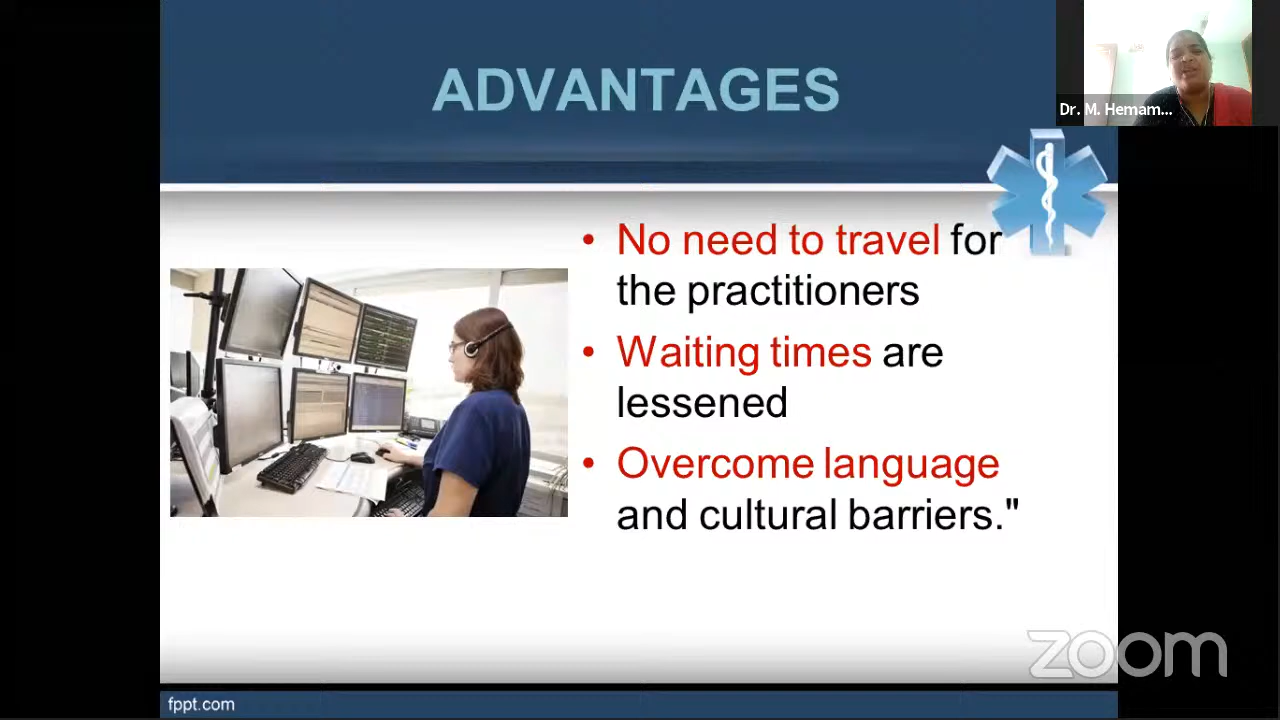 ADVANTAGES
Dr. M. Hemam...
• No need to travel for
the practitioners
• Waiting times are
lessened
• Overcome language
and cultural barriers."
zoom
fppt.com